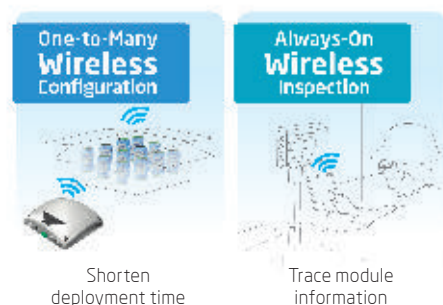 One-to-Many
Wireless
Configuration
Shorten
deployment time
Always-On
Wireless
Inspection
Trace module
information